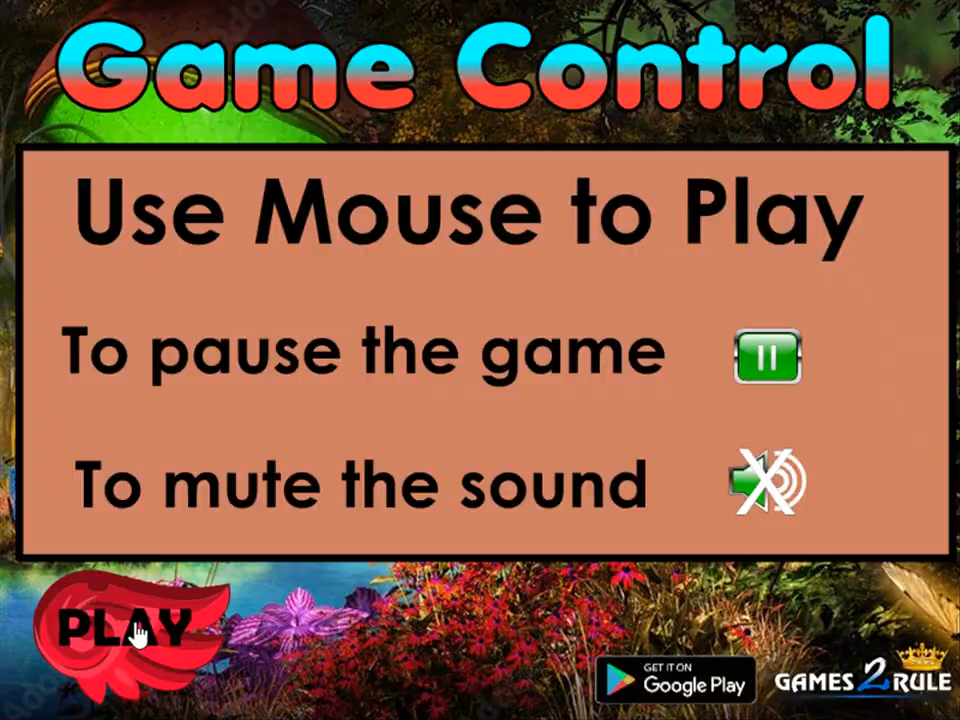 Game Control
Use Mouse to Play
To pause the game
To mute the sound
PLAY
GET IT ON
Google Play
GAMES 2 RULE